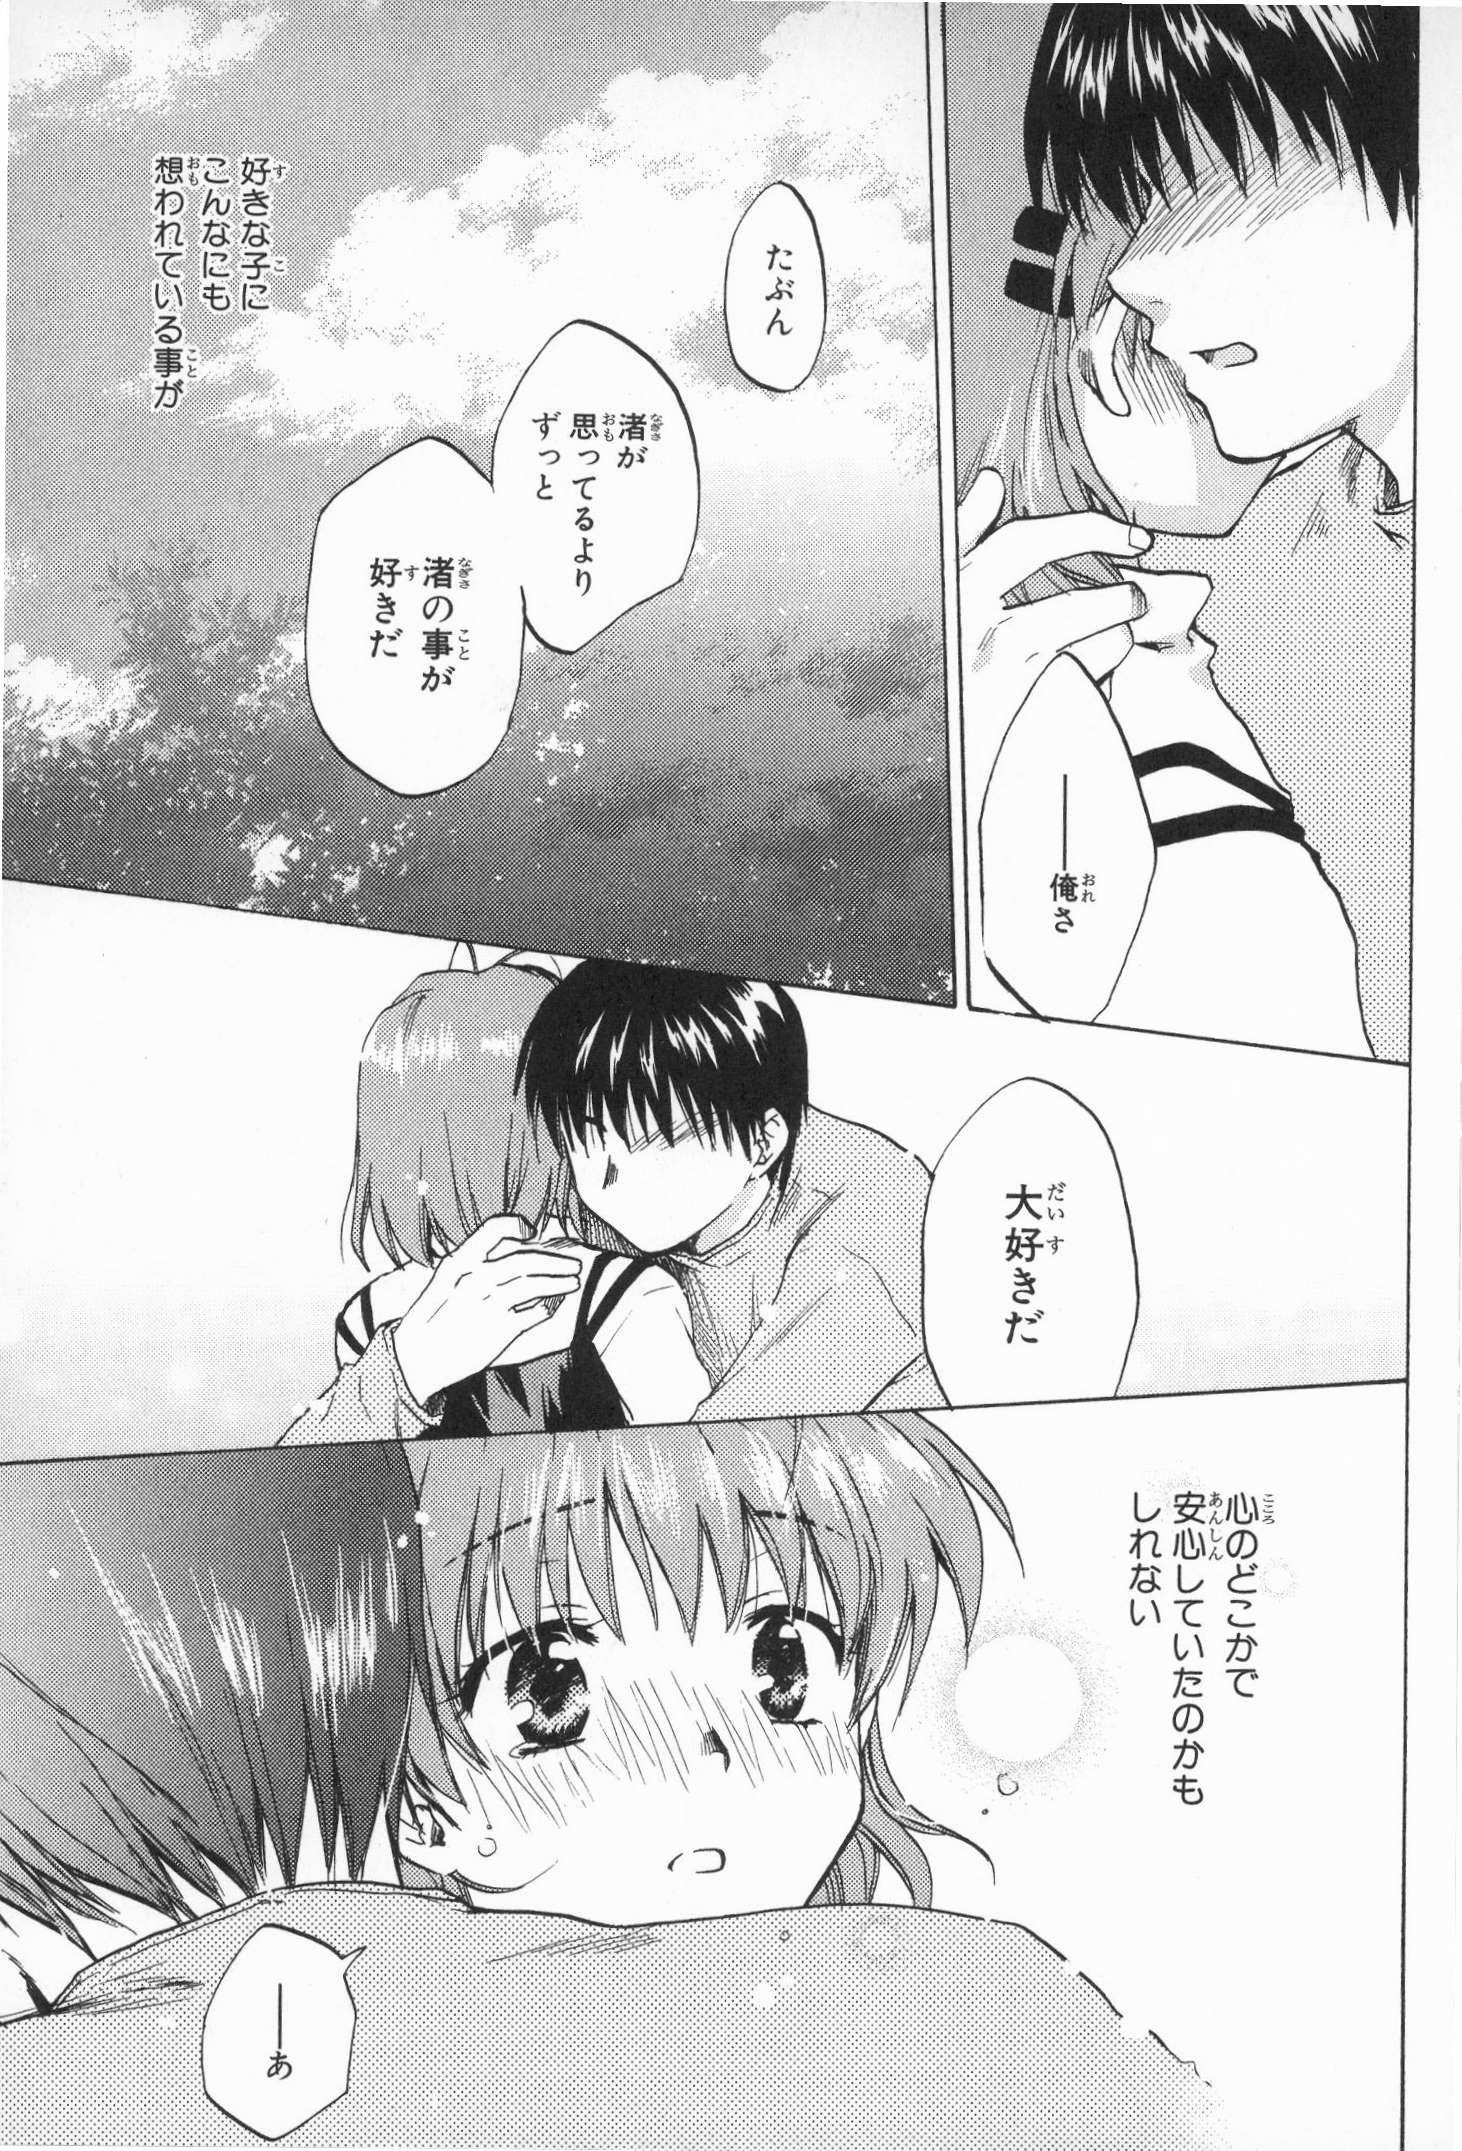 ――俺さ
たぶん
渚が
思ってるより
ずっと
渚の事が
好きだ
好きな子に
こんなにも
想われている事が
大好きだ
心のどこかで
安心していたのかも
しれない
――あ